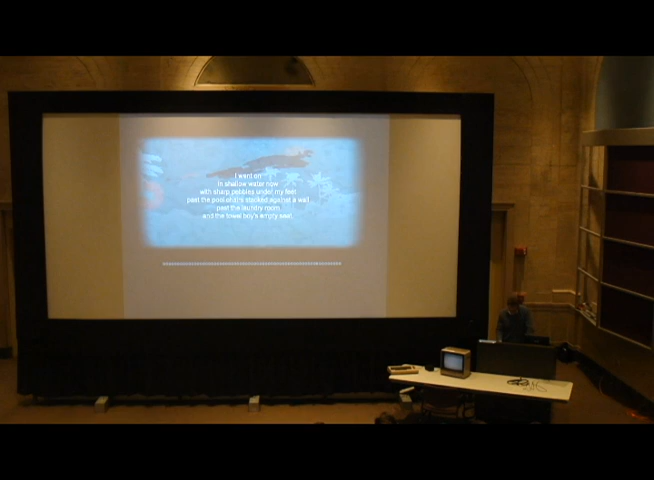 I went on
in shallow water now
with sharp pebbles under my feet
past the pool chairs stacked against a wall
past the laundry room
and the towel boy's empty seat